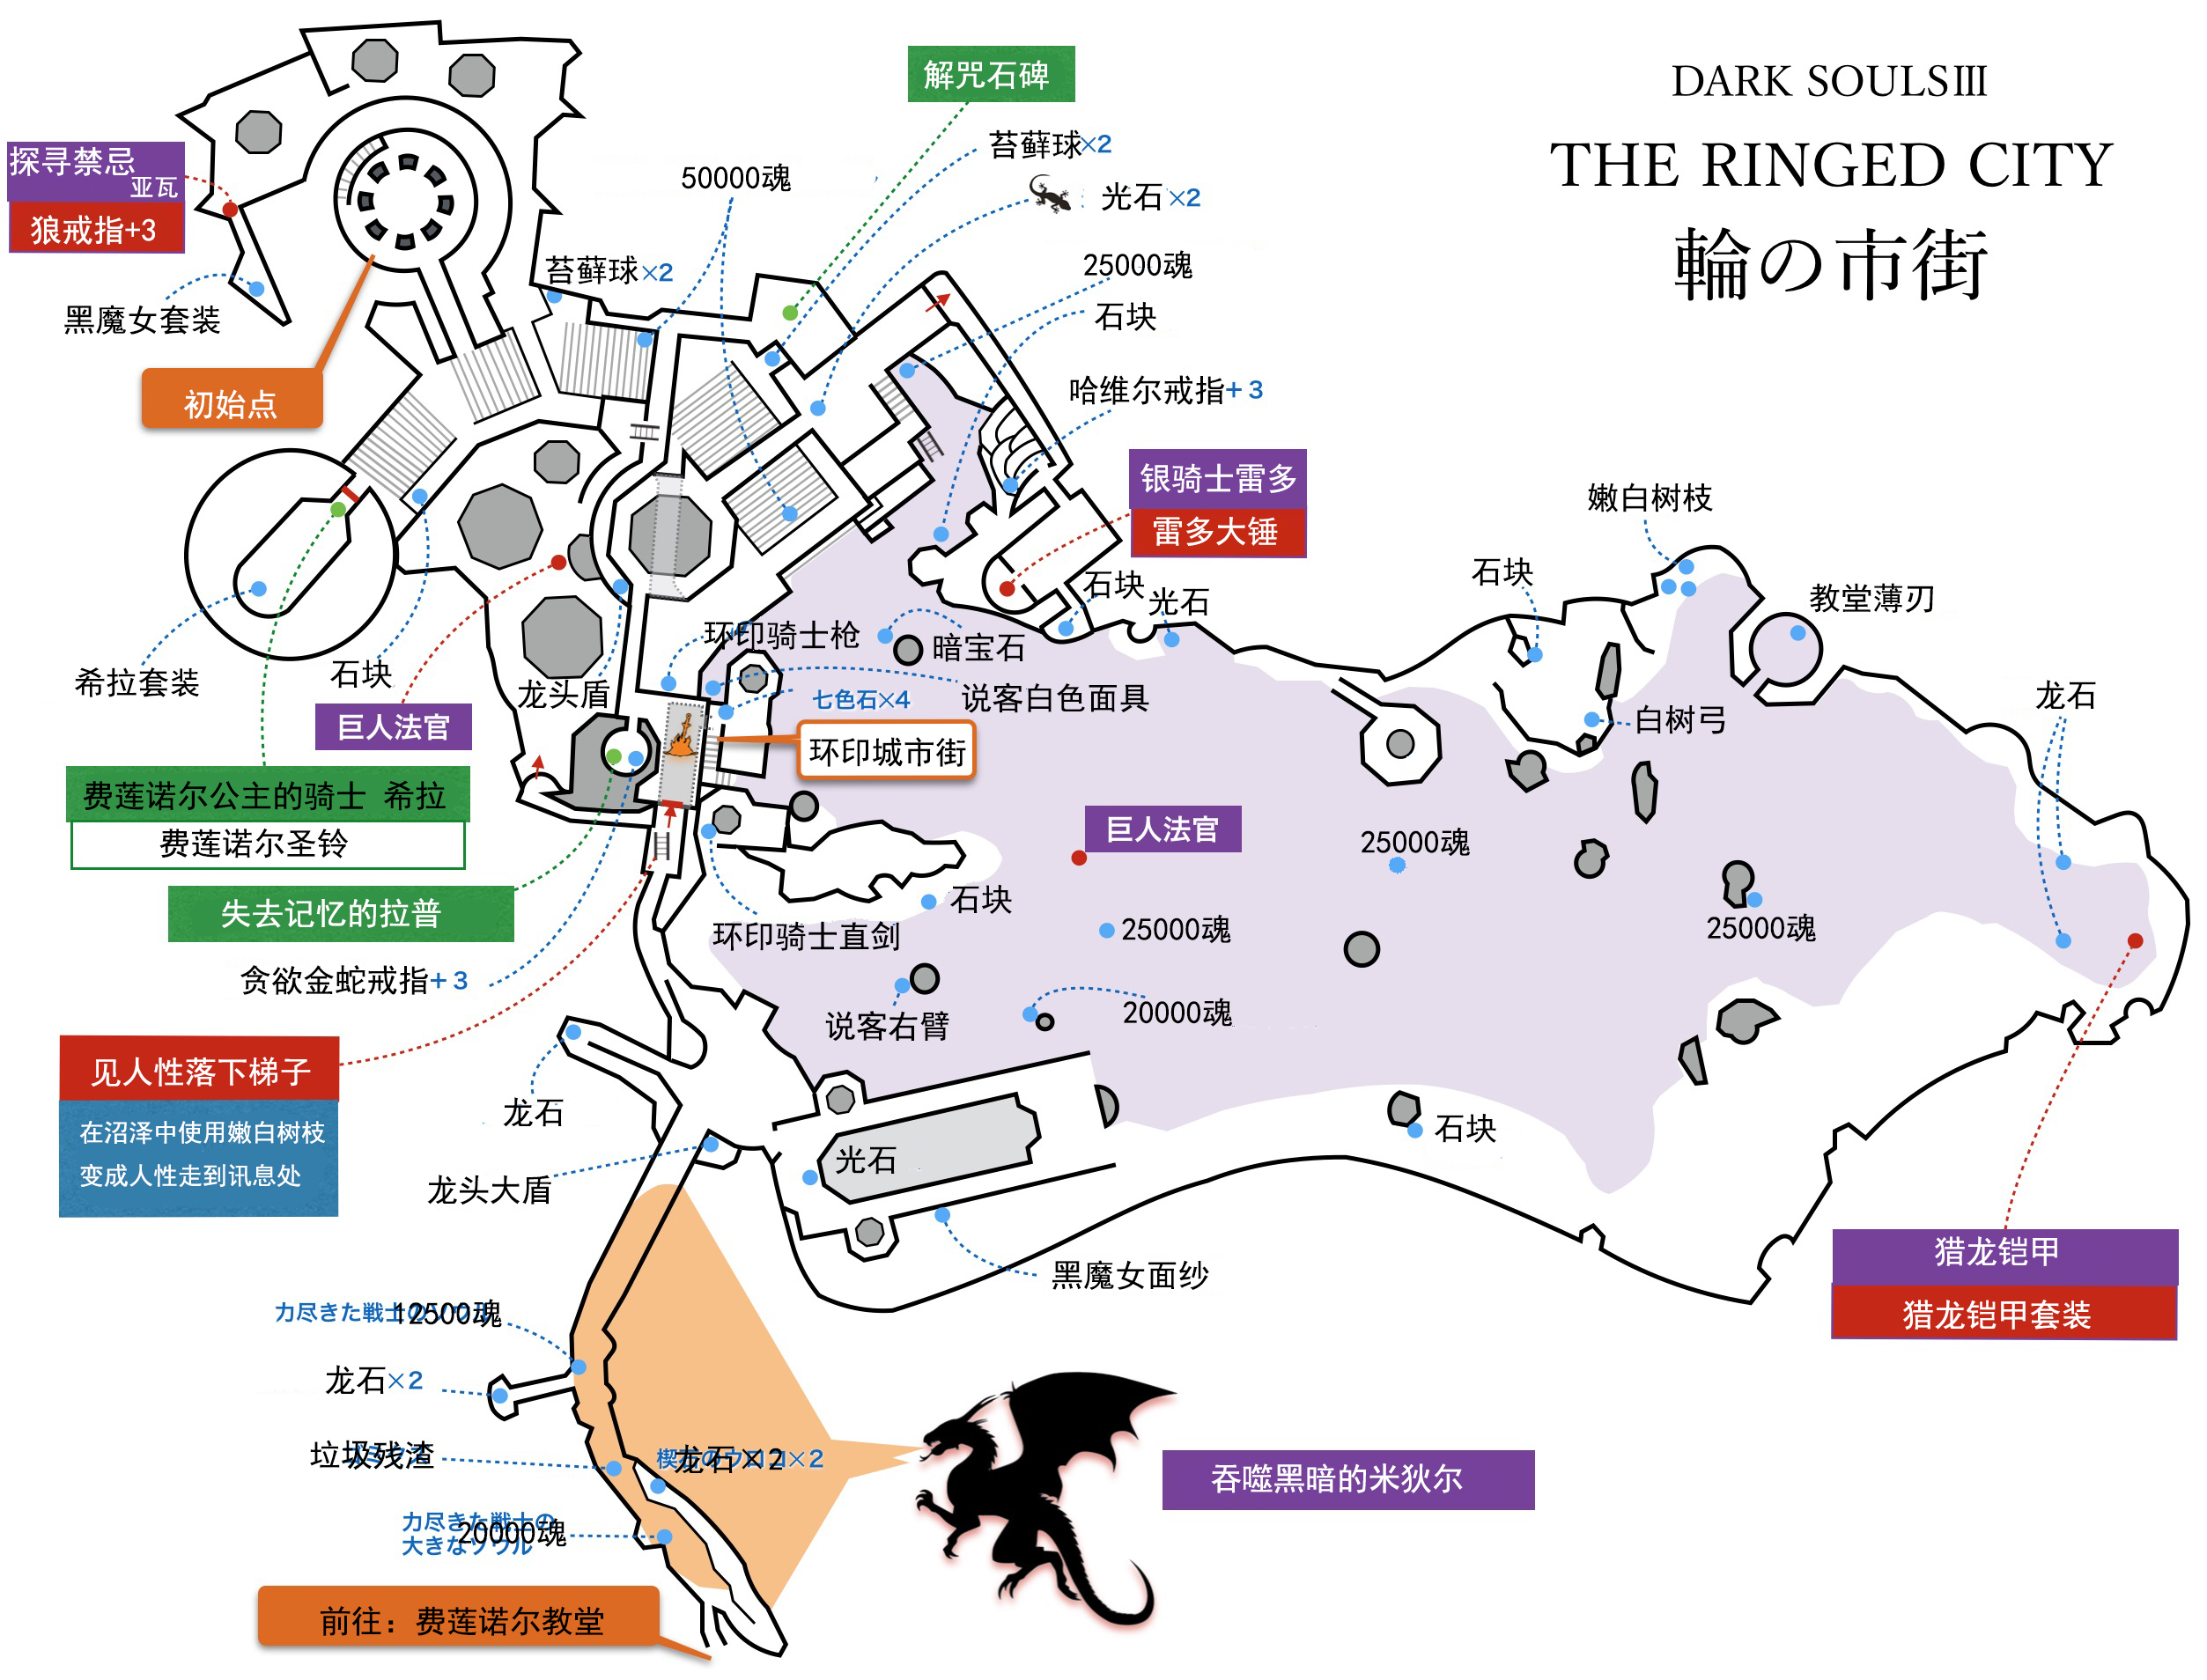 DARK SOULSⅢ
THE RINGED CITY
輪の市街
解咒石碑
苔藓球×2
探寻禁忌
亚瓦
狼戒指+3
50000魂
光石×2
25000魂
苔藓球×2
黑魔女套装
石块
初始点
哈维尔戒指+3
银骑士雷多
雷多大锤
嫩白树枝
石块
石块
光石
教堂薄刃
环印骑士枪
暗宝石
希拉套装
石块
龙头盾
七色石×4
说客白色面具
龙石
巨人法官
白树弓
环印城市街
费莲诺尔公主的骑士 希拉
费莲诺尔圣铃
巨人法官
25000魂
失去记忆的拉普
石块
25000魂
25000魂
环印骑士直剑
贪欲金蛇戒指+3
20000魂
说客右臂
见人性落下梯子
在沼泽中使用嫩白树枝
变成人性走到讯息处
龙石
石块
光石
龙头大盾
黑魔女面纱
猎龙铠甲
猎龙铠甲套装
力尽きた戦士の
12500魂
龙石×2
垃圾残渣
龙石×2
吞噬黑暗的米狄尔
力尽きた戦士の
大きなソウル
20000魂
前往：费莲诺尔教堂